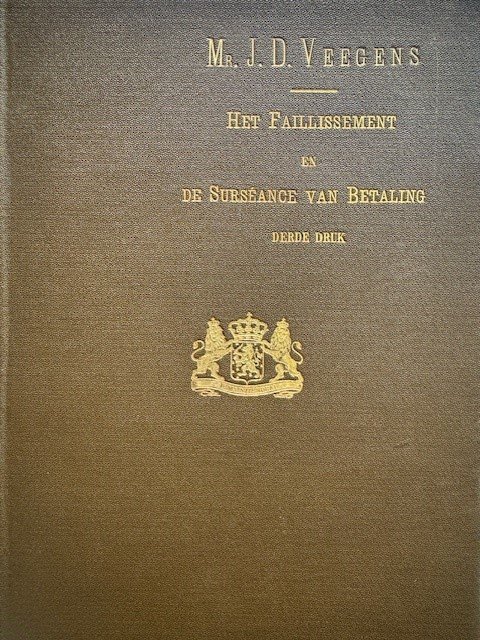 Mr. J. D. Veegens
Het Faillissement
en
de Surséance van Betaling
derde druk